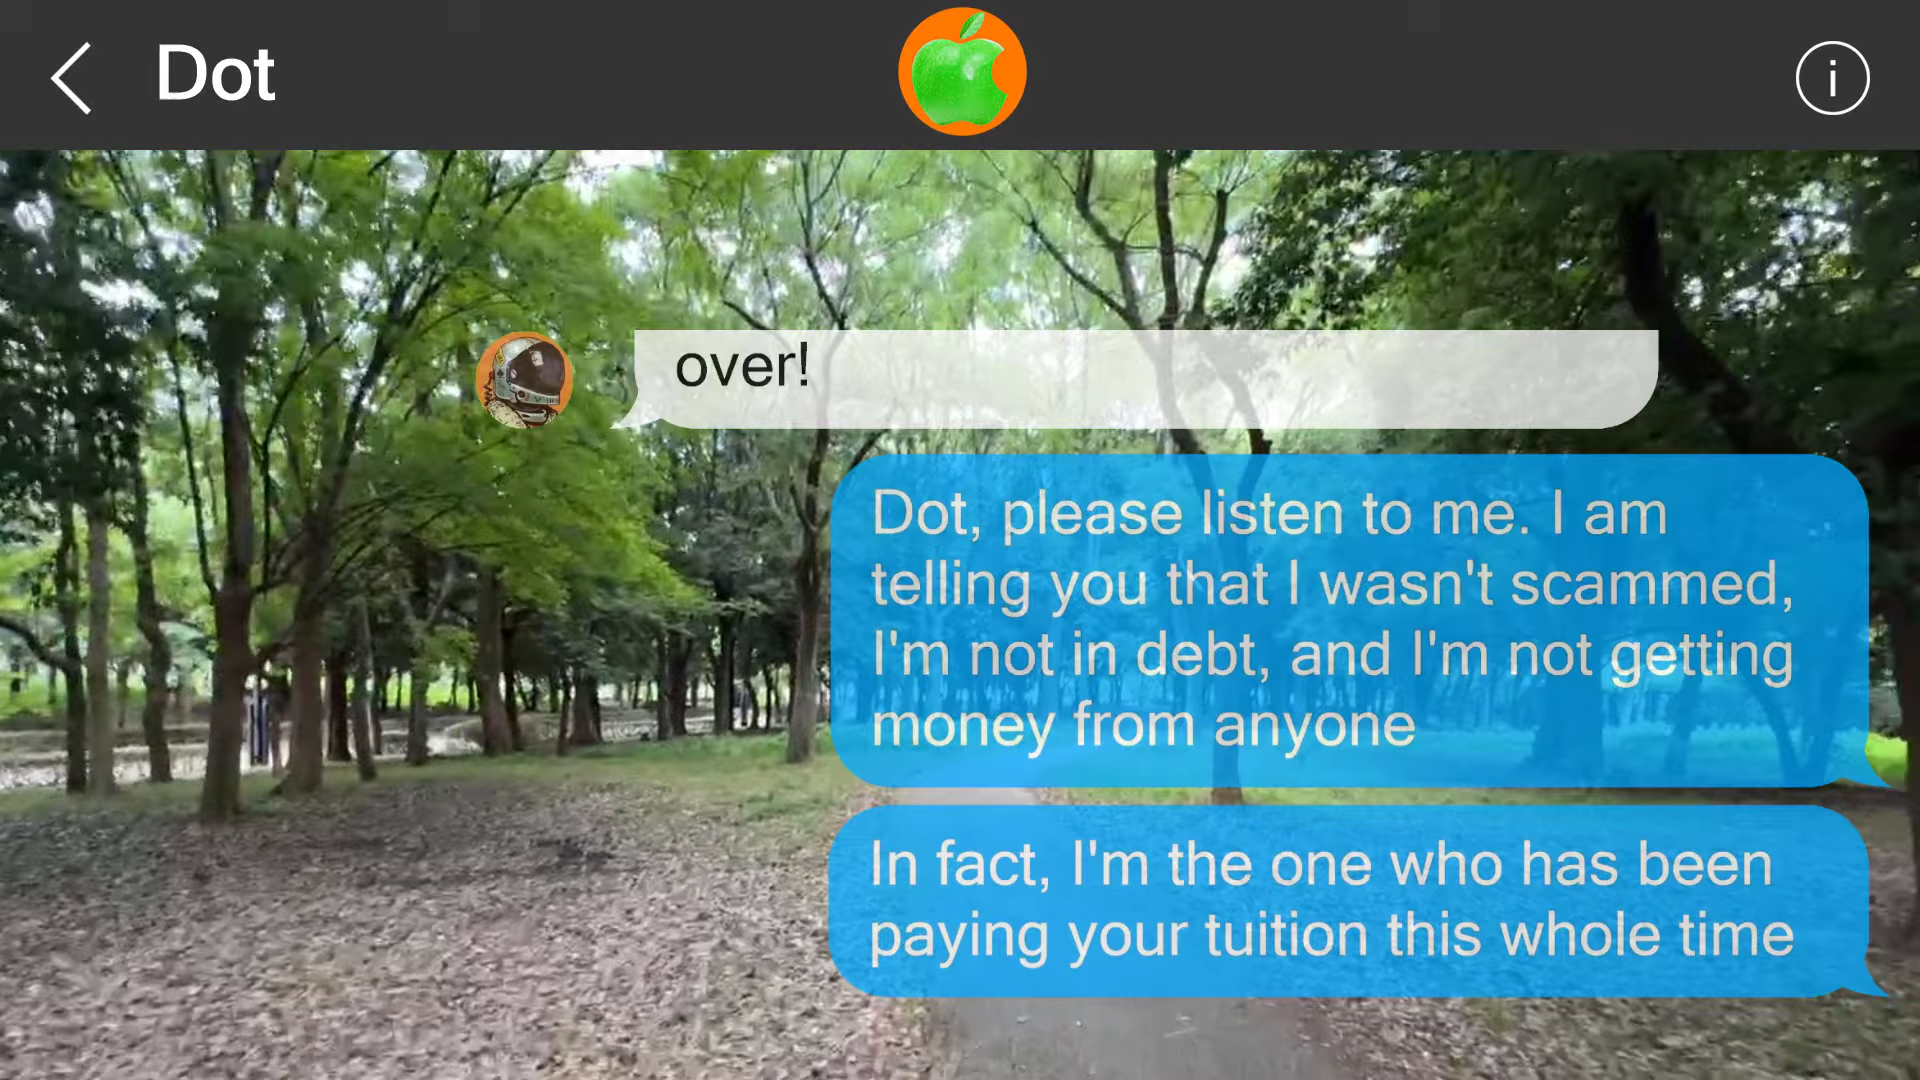 Dot
i
over!
Dot, please listen to me. I am
telling you that I wasn't scammed,
I'm not in debt, and I'm not getting
money from anyone
In fact, I'm the one who has been
paying your tuition this whole time